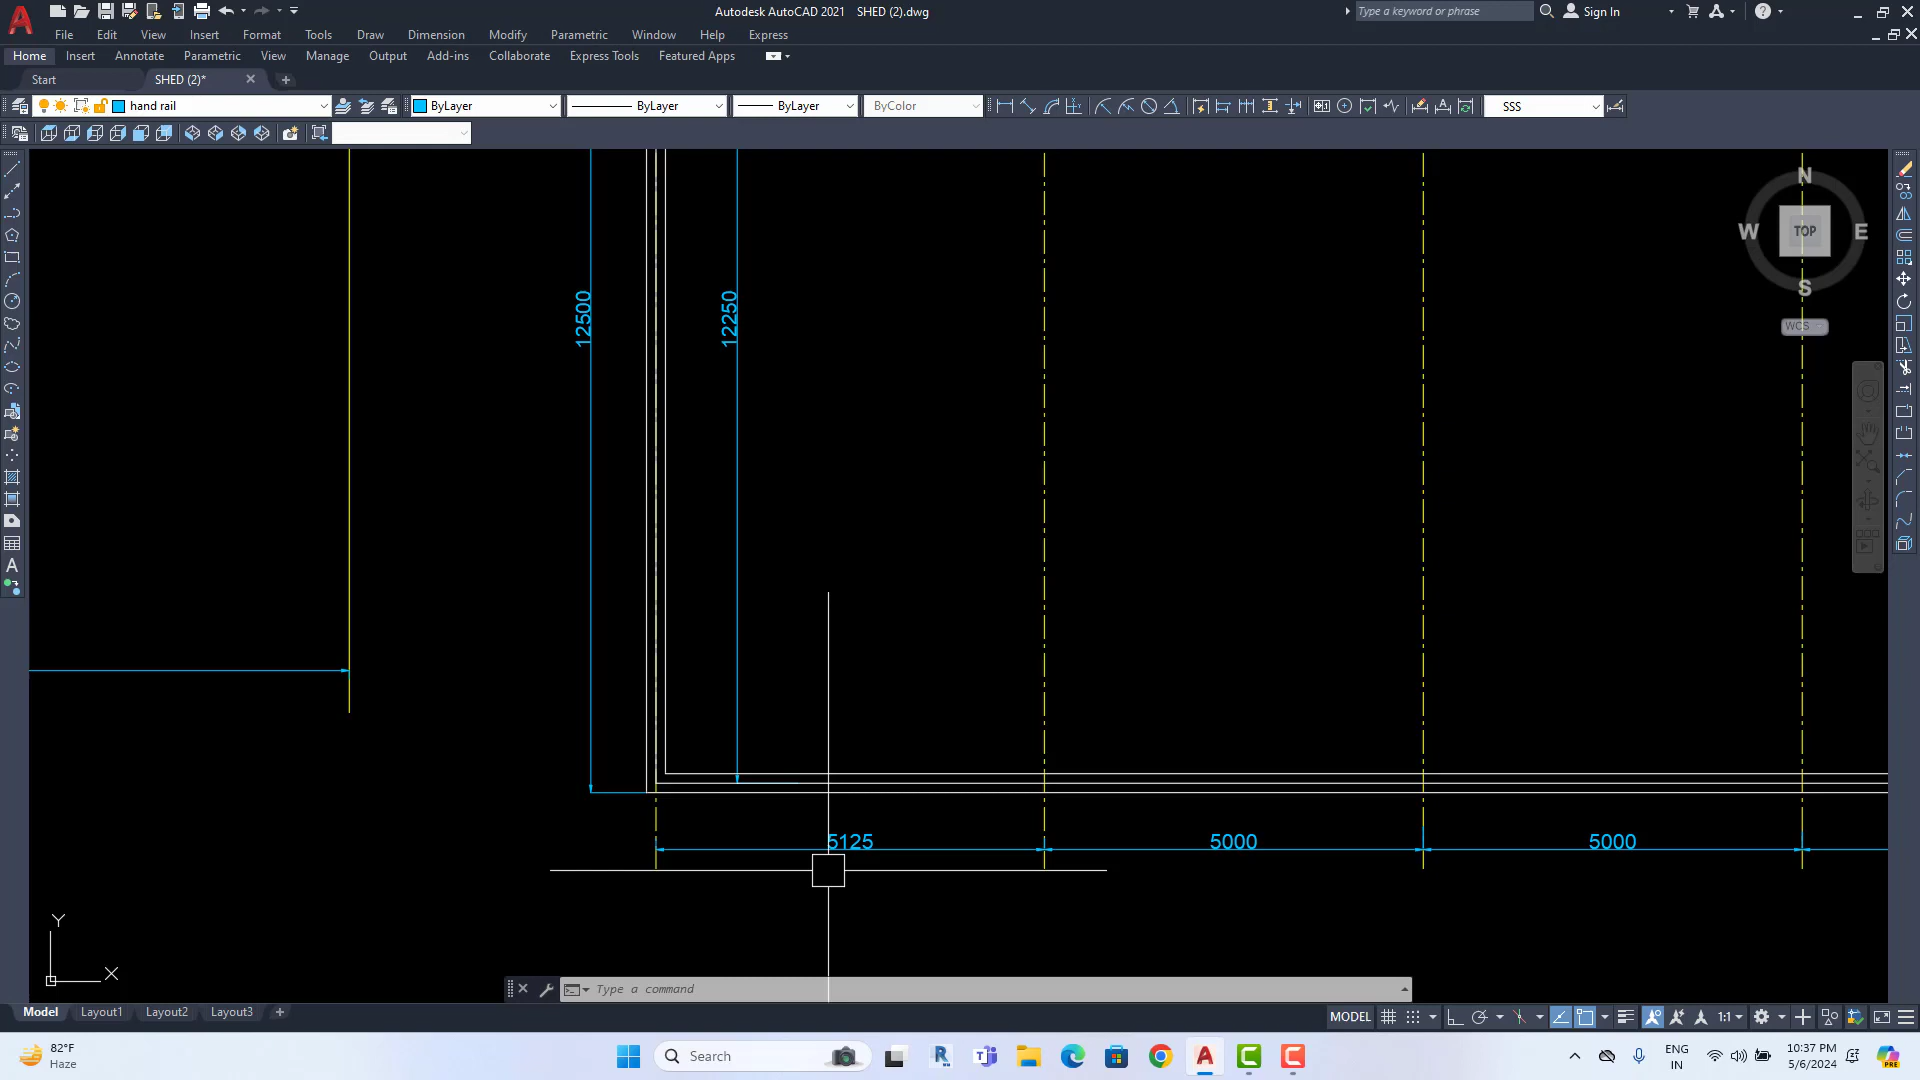 Autodesk AutoCAD 2021 SHED (2).dwg
Type a keyword or phrase
Sign In
File Edit View Insert Format Tools Draw Dimension Modify Parametric Window Help Express
Home Insert Annotate Parametric View Manage Output Add-ins Collaborate Express Tools Featured Apps
Start SHED (2)*
hand rail ByLayer ByLayer ByLayer ByColor SSS
N
W TOP E
S
WCS
12500
12250
5125 5000 5000
Y
X
Type a command
Model Layout1 Layout2 Layout3 MODEL 1:1
82°F
Haze
Search
ENG
IN
10:37 PM
5/6/2024
PRE